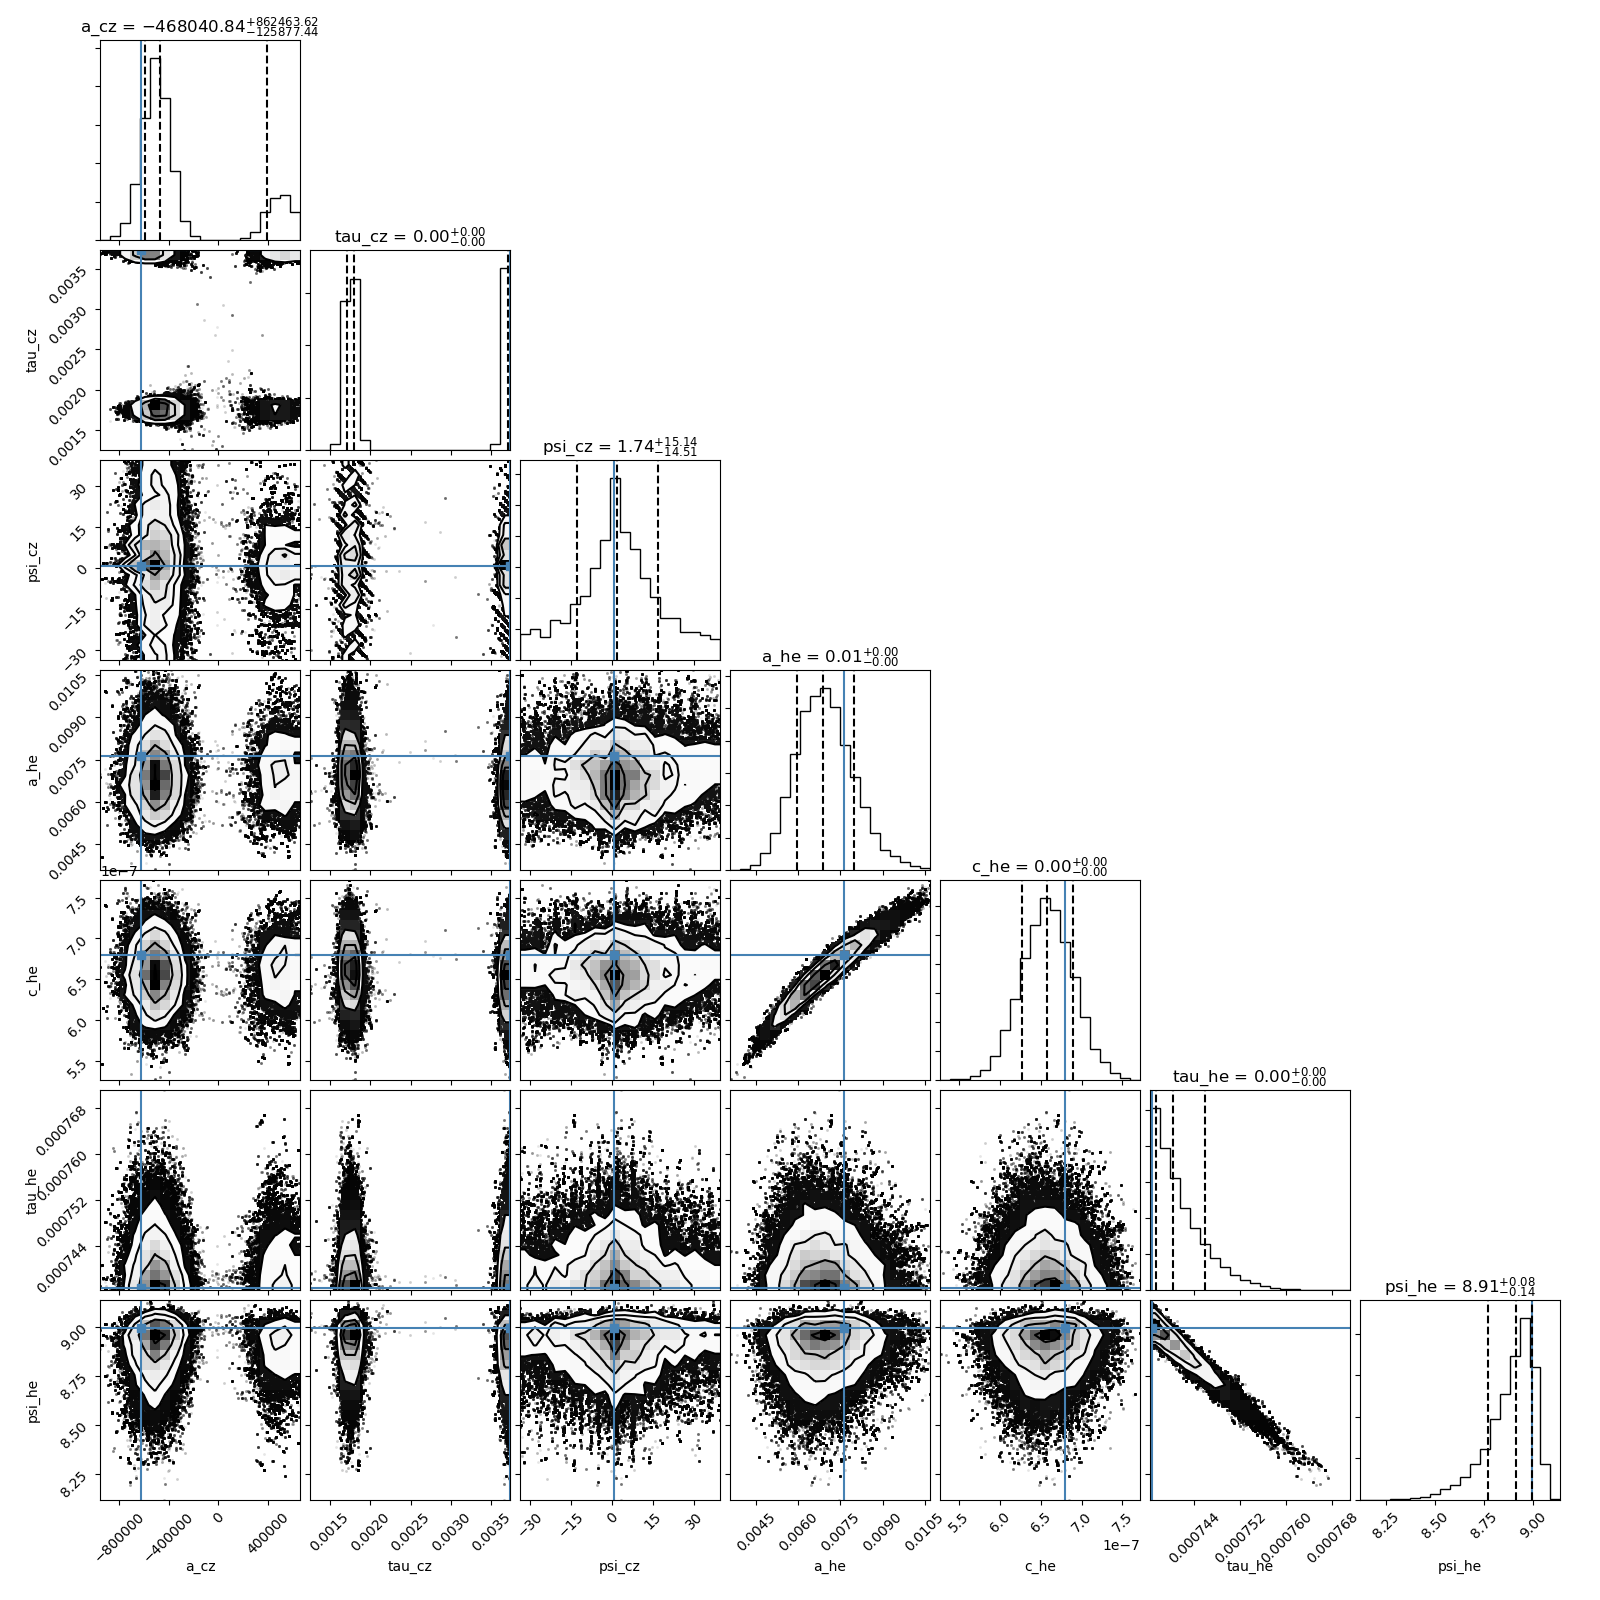 a_cz = −468040.84+862463.62−125877.44
tau_cz = 0.00+0.00−0.00
0.0035
0.0030
0.0025
0.0020
0.0015
tau_cz
psi_cz = 1.74+15.14−14.51
30
15
0
−15
−30
psi_cz
a_he = 0.01+0.00−0.00
0.0105
0.0090
0.0075
0.0060
0.0045
a_he
c_he = 0.00+0.00−0.00
1e−7
7.5
7.0
6.5
6.0
5.5
c_he
tau_he = 0.00+0.00−0.00
0.000768
0.000760
0.000752
0.000744
tau_he
psi_he = 8.91+0.08−0.14
9.00
8.75
8.50
8.25
psi_he
−800000 −400000 0 400000
a_cz
0.0015 0.0020 0.0025 0.0030 0.0035
tau_cz
−30 −15 0 15 30
psi_cz
0.0045 0.0060 0.0075 0.0090 0.0105
a_he
5.5 6.0 6.5 7.0 7.5
1e−7
c_he
0.000744 0.000752 0.000760 0.000768
tau_he
8.25 8.50 8.75 9.00
psi_he